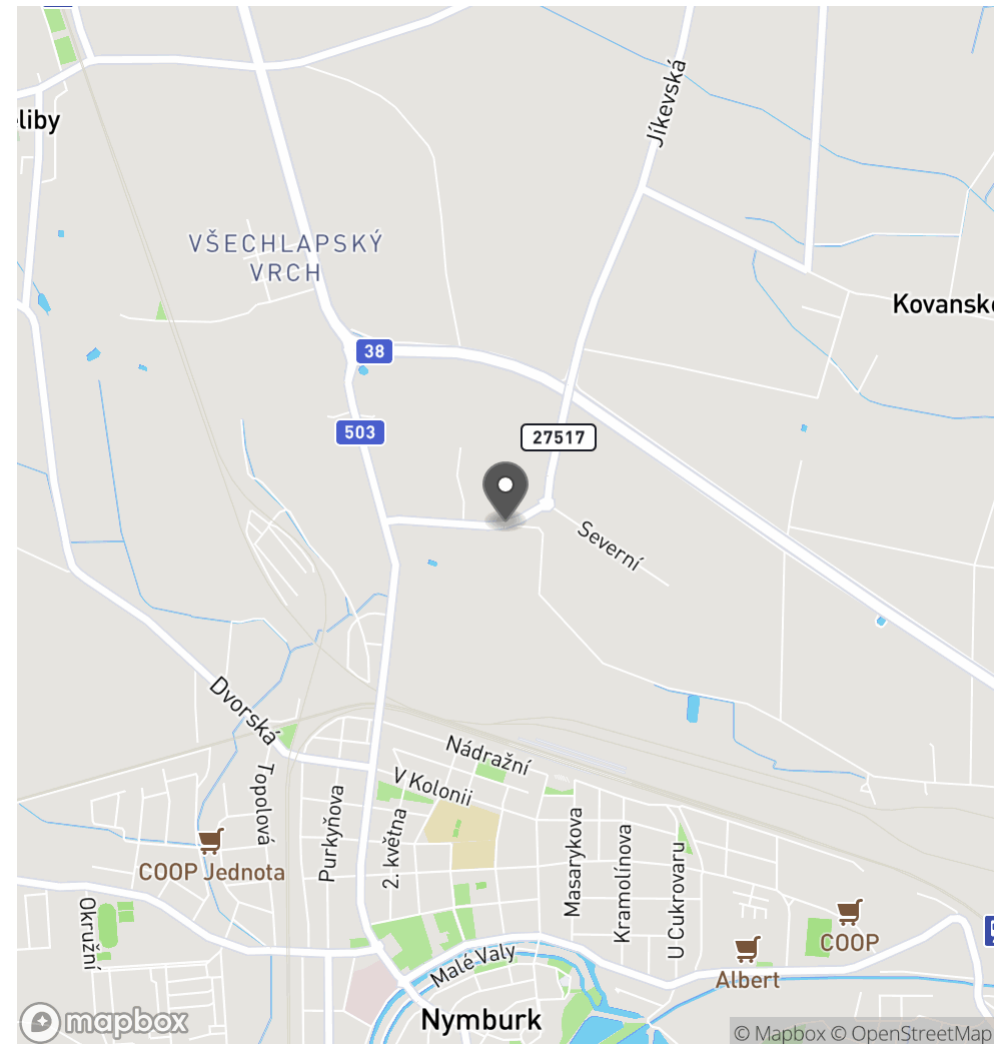 Jíkevská
liby
VŠECHLAPSKÝ
VRCH
Kovansk
38
503
27517
Severní
Dvorská
Nádražní
V Kolonii
Topolová
Purkyňova
2. května
Masarykova
Kramolínova
U Cukrovaru
COOP Jednota
Okružní
COOP
Malé Valy
Albert
Nymburk
mapbox
© Mapbox © OpenStreetMap